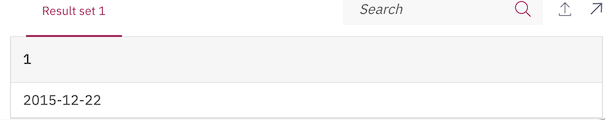 Result set 1
Search
1
2015-12-22